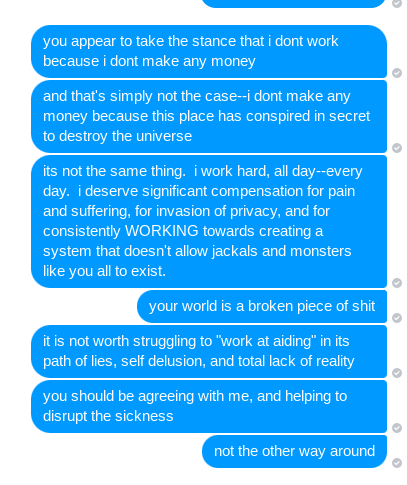 you appear to take the stance that i dont work
because i dont make any money
and that's simply not the case--i dont make any
money because this place has conspired in secret
to destroy the universe
its not the same thing.  i work hard, all day--every
day.  i deserve significant compensation for pain
and suffering, for invasion of privacy, and for
consistently WORKING towards creating a
system that doesn't allow jackals and monsters
like you all to exist.
your world is a broken piece of shit
it is not worth struggling to "work at aiding" in its
path of lies, self delusion, and total lack of reality
you should be agreeing with me, and helping to
disrupt the sickness
not the other way around